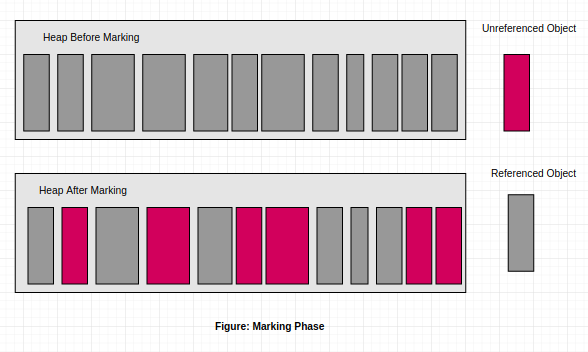 Heap Before Marking
Unreferenced Object
Heap After Marking
Referenced Object
Figure: Marking Phase